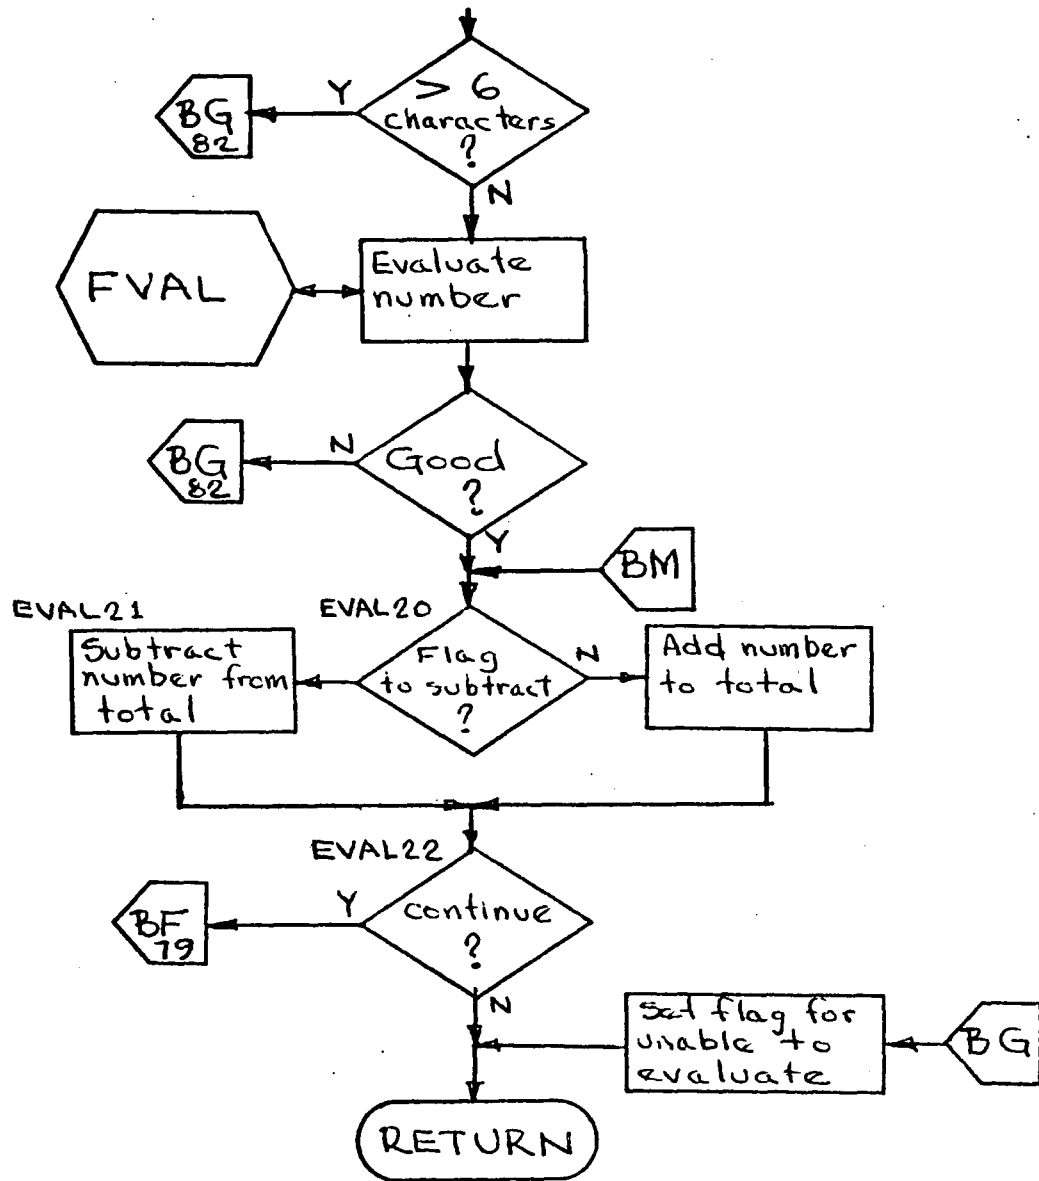 > 6
characters
?
Y
BG
82
N
FVAL
Evaluate
number
Good
?
N
BG
82
Y
BM
EVAL21
EVAL20
Subtract
number from
total
Flag
to subtract
?
N
Add number
to total
EVAL22
continue
?
Y
BF
79
N
Set flag for
unable to
evaluate
BG
RETURN